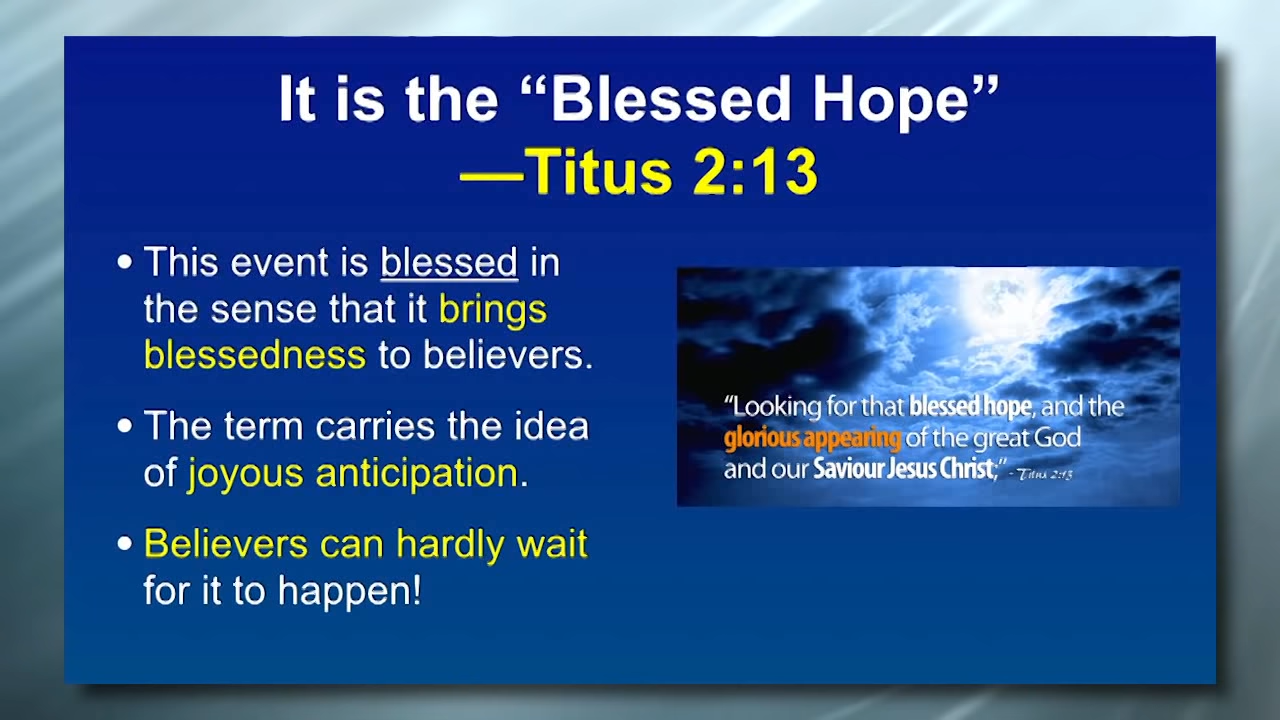 It is the “Blessed Hope”
—Titus 2:13
• This event is blessed in
the sense that it brings
blessedness to believers.
• The term carries the idea
of joyous anticipation.
• Believers can hardly wait
for it to happen!
“Looking for that blessed hope, and the
glorious appearing of the great God
and our Saviour Jesus Christ;” - Titus 2:13